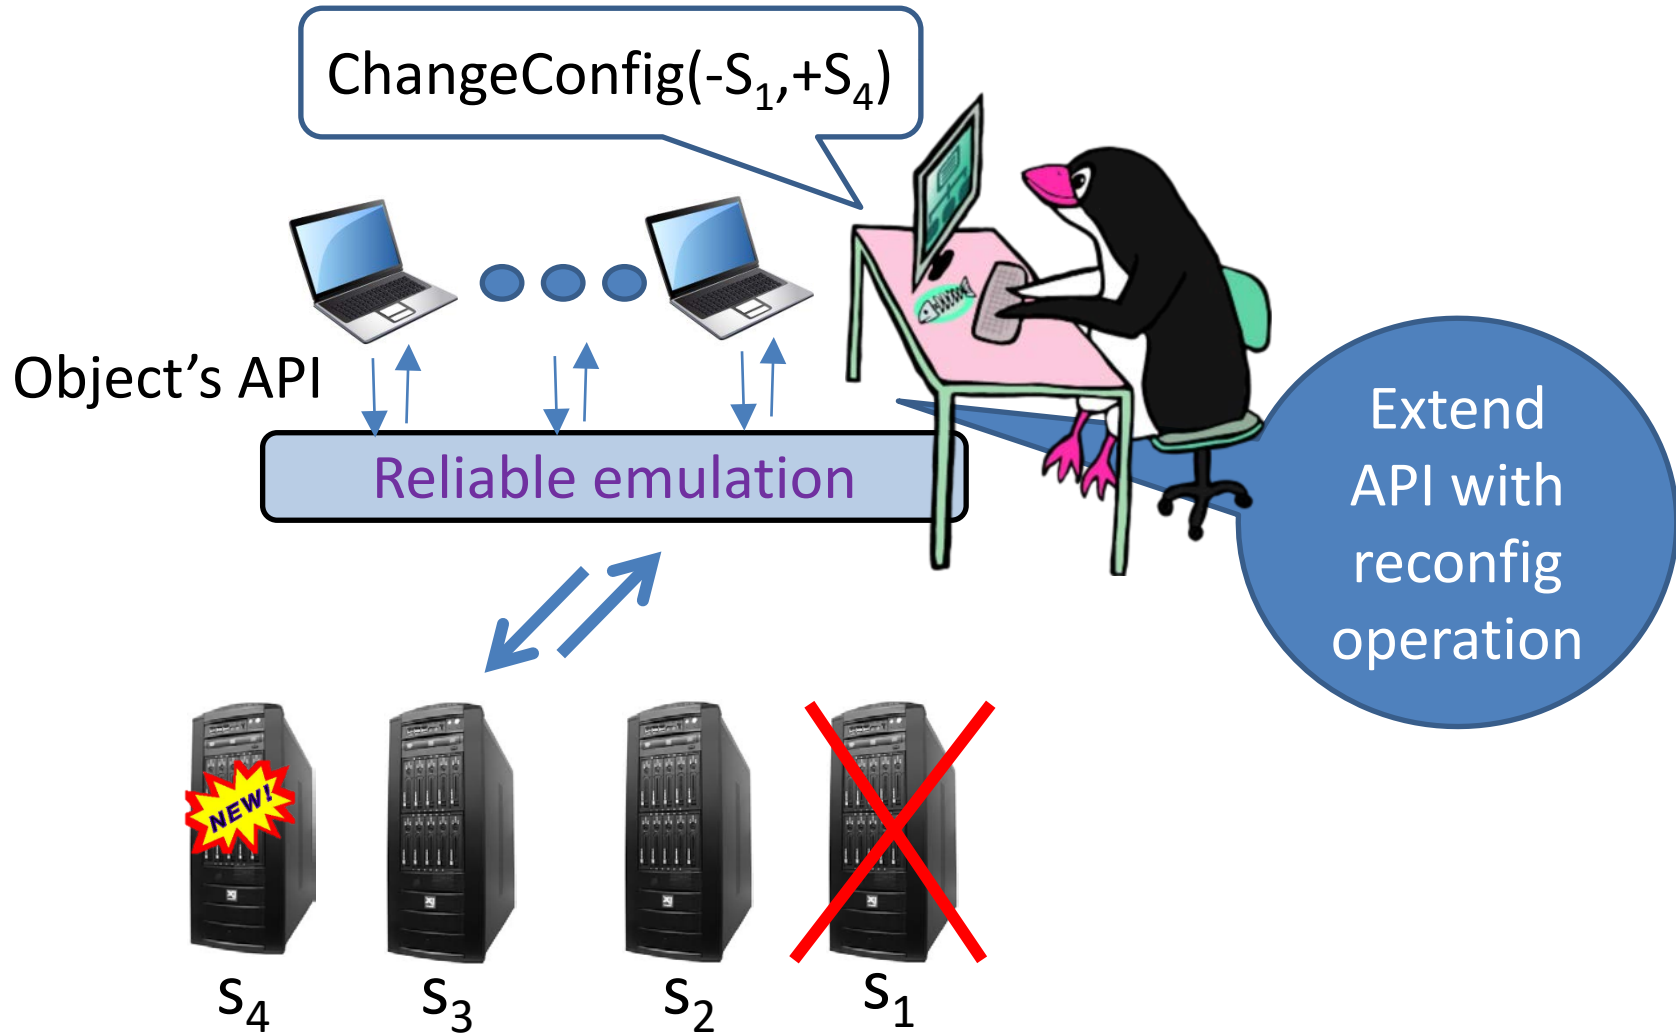 ChangeConfig(-S₁,+S₄)
Object’s API
Reliable emulation
Extend
API with
reconfig
operation
NEW!
s₄
s₃
s₂
s₁